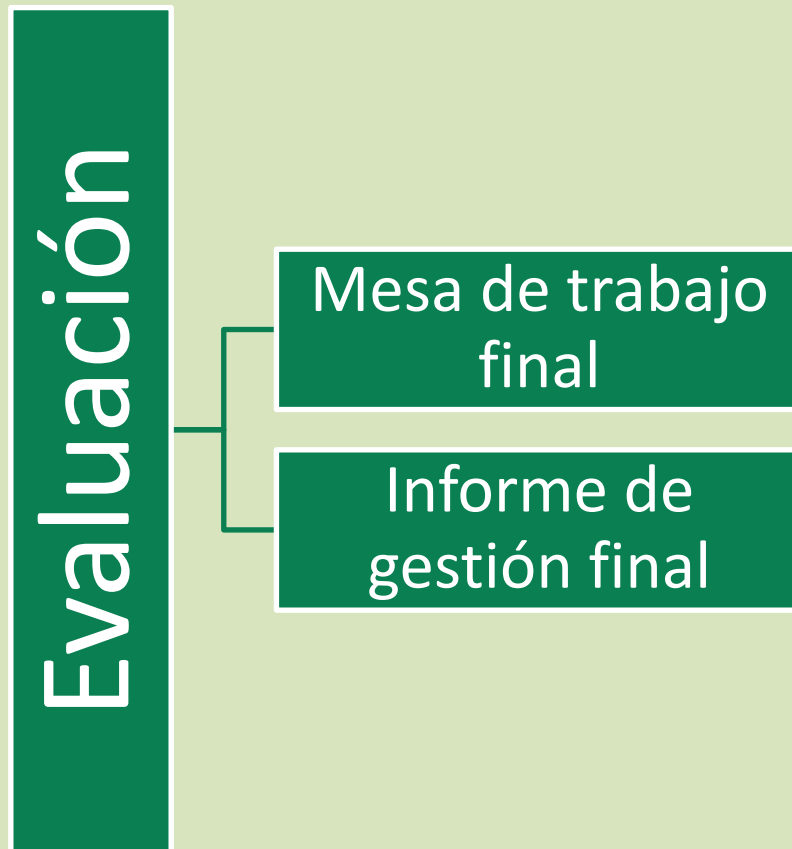 Evaluación
Mesa de trabajo
final
Informe de
gestión final